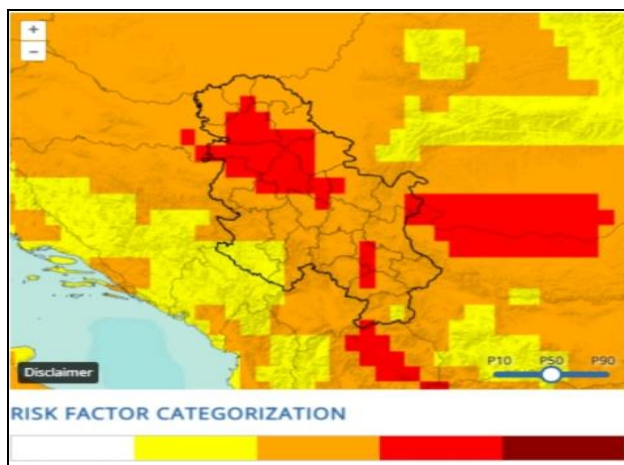 +
−
P10 P50 P90
Disclaimer
RISK FACTOR CATEGORIZATION